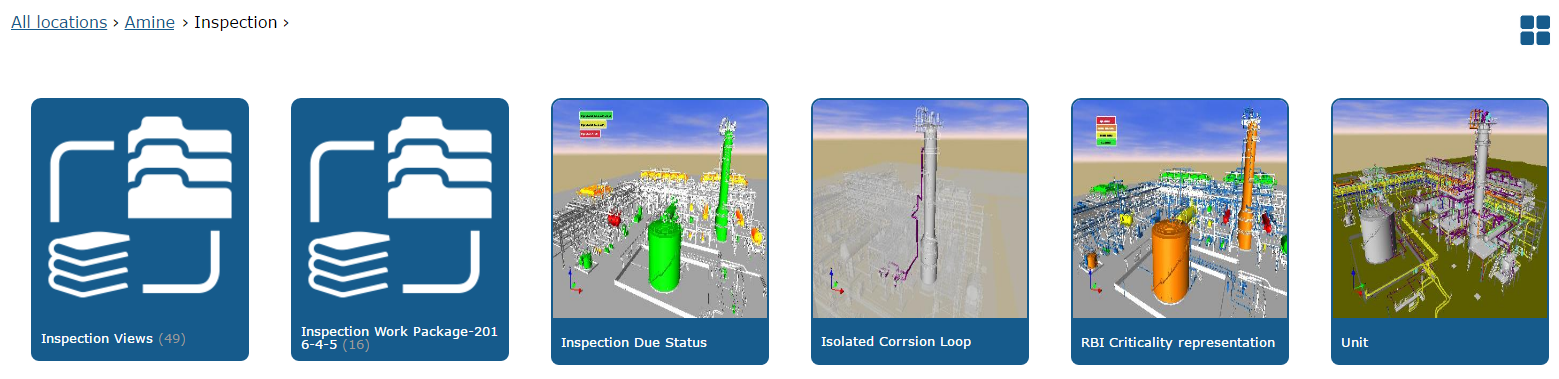 All locations › Amine › Inspection ›
Inspection Views (49)
Inspection Work Package-201
6-4-5 (16)
Inspection Due Status
Isolated Corrsion Loop
RBI Criticality representation
Unit